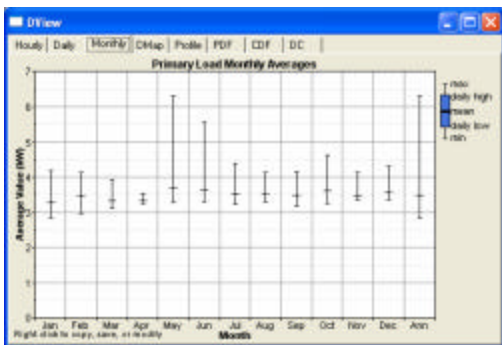 DView
Hourly Daily Monthly DMap Profile PDF CDF DC
Primary Load Monthly Averages
7
6
5
4
3
2
1
0
Average Value (kW)
max
daily high
mean
daily low
min
Jan Feb Mar Apr May Jun Jul Aug Sep Oct Nov Dec Ann
Right click to copy, save, or modify
Month